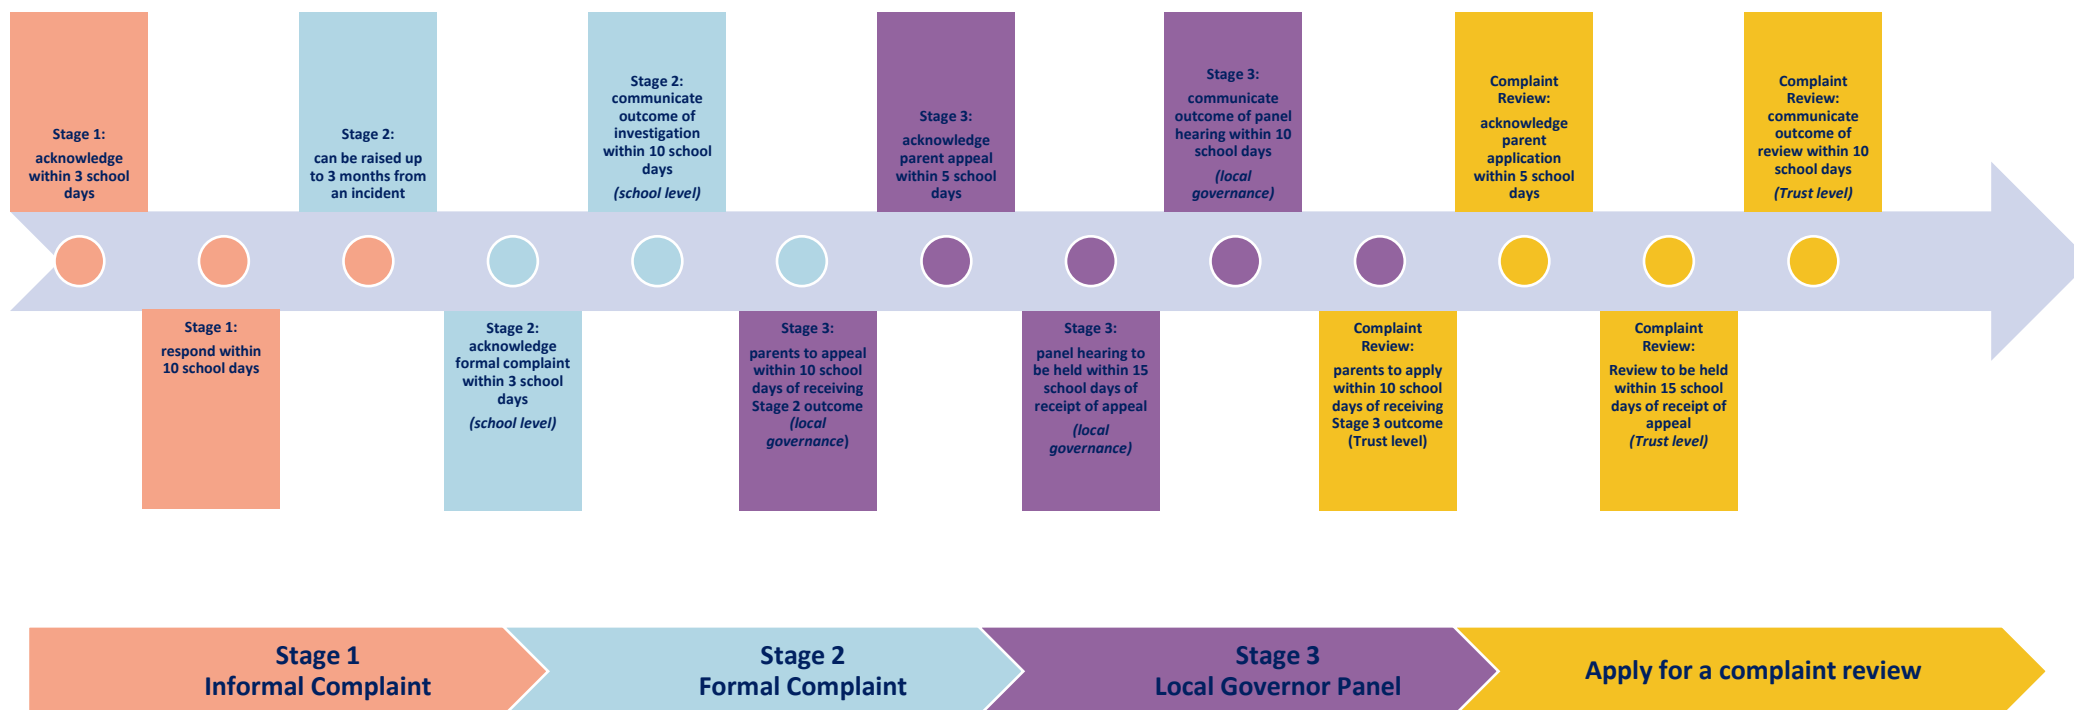 Stage 1:
acknowledge
within 3 school
days
Stage 1:
respond within
10 school days
Stage 2:
can be raised up
to 3 months from
an incident
Stage 2:
acknowledge
formal complaint
within 3 school
days
(school level)
Stage 2:
communicate
outcome of
investigation
within 10 school
days
(school level)
Stage 3:
parents to appeal
within 10 school
days of receiving
Stage 2 outcome
(local
governance)
Stage 3:
acknowledge
parent appeal
within 5 school
days
Stage 3:
panel hearing to
be held within 15
school days of
receipt of appeal
(local
governance)
Stage 3:
communicate
outcome of panel
hearing within 10
school days
(local
governance)
Complaint
Review:
parents to apply
within 10 school
days of receiving
Stage 3 outcome
(Trust level)
Complaint
Review:
acknowledge
parent
application
within 5 school
days
Complaint
Review:
Review to be held
within 15 school
days of receipt of
appeal
(Trust level)
Complaint
Review:
communicate
outcome of
review within 10
school days
(Trust level)
Stage 1
Informal Complaint
Stage 2
Formal Complaint
Stage 3
Local Governor Panel
Apply for a complaint review